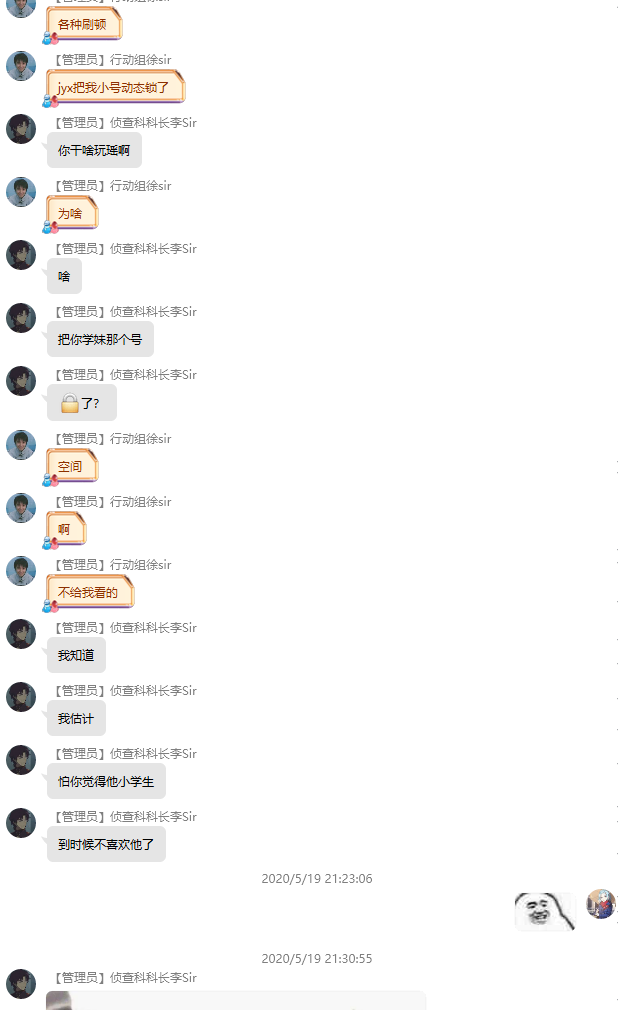 【管理员】行动组徐sir
各种刷顿
【管理员】行动组徐sir
jyx把我小号动态锁了
【管理员】侦查科科长李Sir
你干啥玩瑶啊
【管理员】行动组徐sir
为啥
【管理员】侦查科科长李Sir
啥
【管理员】侦查科科长李Sir
把你学妹那个号
【管理员】侦查科科长李Sir
🔒了?
【管理员】行动组徐sir
空间
【管理员】行动组徐sir
啊
【管理员】行动组徐sir
不给我看的
【管理员】侦查科科长李Sir
我知道
【管理员】侦查科科长李Sir
我估计
【管理员】侦查科科长李Sir
怕你觉得他小学生
【管理员】侦查科科长李Sir
到时候不喜欢他了
2020/5/19 21:23:06
2020/5/19 21:30:55
【管理员】侦查科科长李Sir